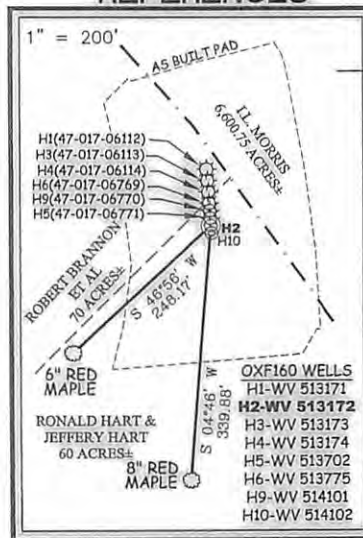 REFERENCES
1" = 200'
AS BUILT PAD
I.L. MORRIS
6,600.75 ACRES±
H1(47-017-06112)
H3(47-017-06113)
H4(47-017-06114)
H6(47-017-06769)
H9(47-017-06770)
H5(47-017-06771)
H2
H10
ROBERT BRANNON
ET AL
70 ACRES±
S 46°56' W
248.17'
S 04°46' W
339.88'
6" RED
MAPLE
RONALD HART &
JEFFERY HART
60 ACRES±
8" RED
MAPLE
OXF160 WELLS
H1-WV 513171
H2-WV 513172
H3-WV 513173
H4-WV 513174
H5-WV 513702
H6-WV 513775
H9-WV 514101
H10-WV 514102